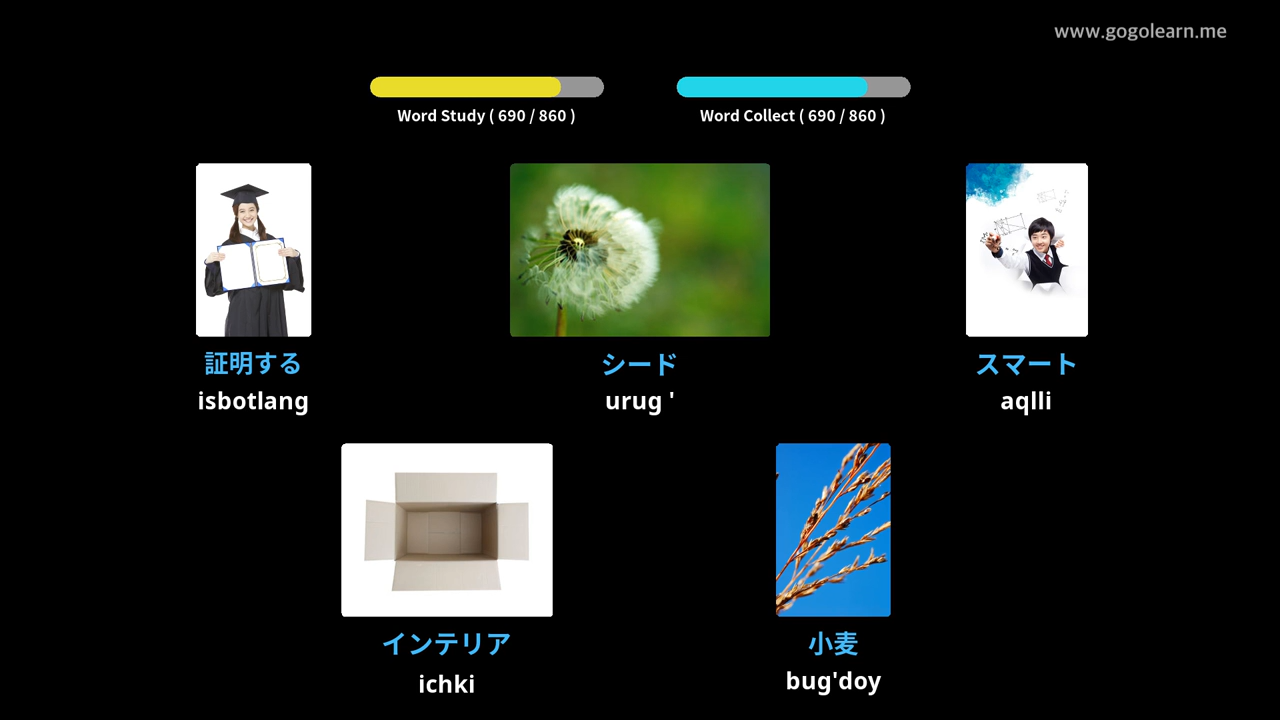 www.gogolearn.me
Word Study ( 690 / 860 )
Word Collect ( 690 / 860 )
証明する
isbotlang
シード
urug '
スマート
aqlli
インテリア
ichki
小麦
bug'doy